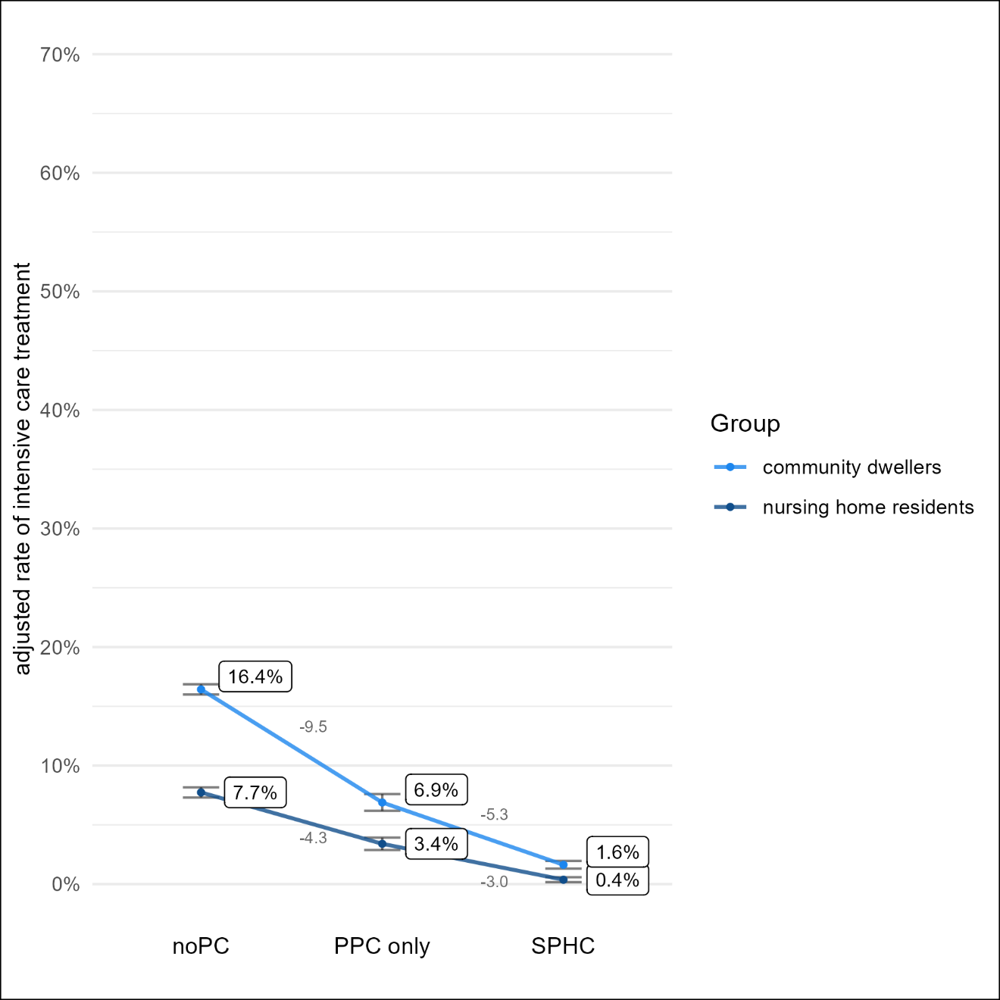 adjusted rate of intensive care treatment
70%
60%
50%
40%
30%
20%
10%
0%
16.4%
-9.5
7.7%
-4.3
6.9%
-5.3
3.4%
-3.0
1.6%
0.4%
noPC
PPC only
SPHC
Group
community dwellers
nursing home residents